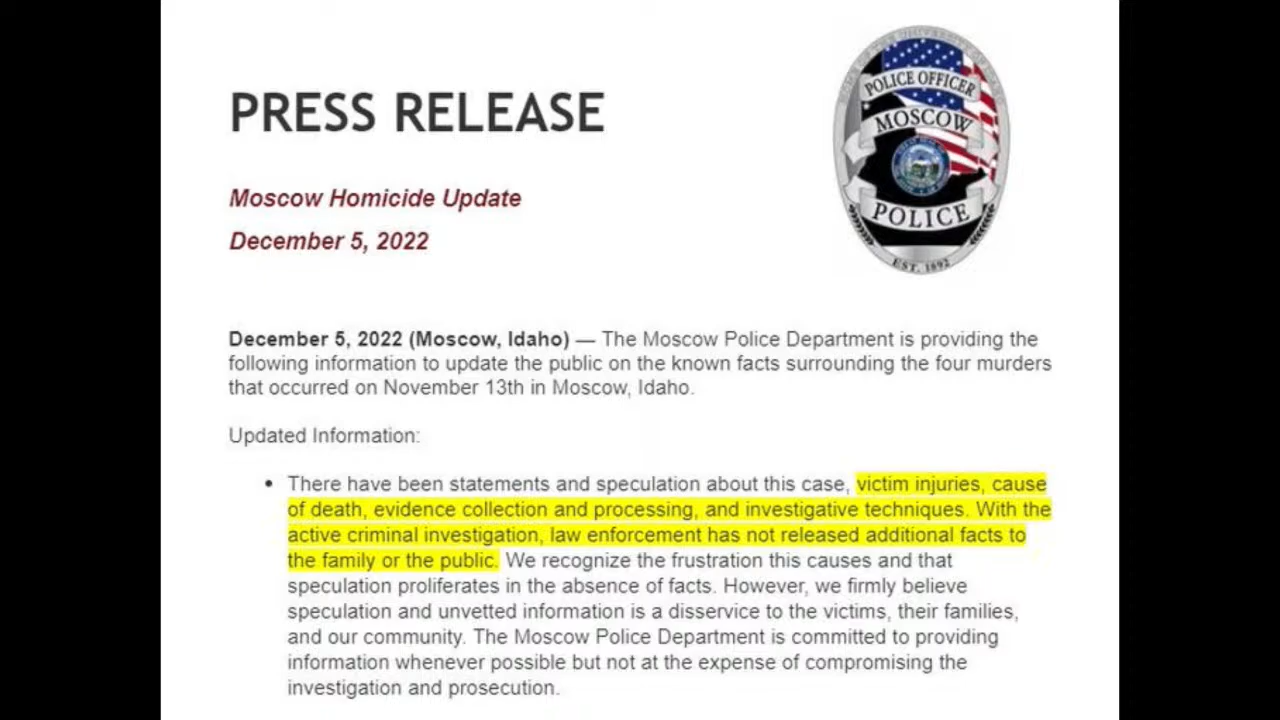 PRESS RELEASE
POLICE OFFICER
MOSCOW
POLICE
EST. 1892
Moscow Homicide Update
December 5, 2022
December 5, 2022 (Moscow, Idaho) — The Moscow Police Department is providing the
following information to update the public on the known facts surrounding the four murders
that occurred on November 13th in Moscow, Idaho.
Updated Information:
• There have been statements and speculation about this case, victim injuries, cause
of death, evidence collection and processing, and investigative techniques. With the
active criminal investigation, law enforcement has not released additional facts to
the family or the public. We recognize the frustration this causes and that
speculation proliferates in the absence of facts. However, we firmly believe
speculation and unvetted information is a disservice to the victims, their families,
and our community. The Moscow Police Department is committed to providing
information whenever possible but not at the expense of compromising the
investigation and prosecution.